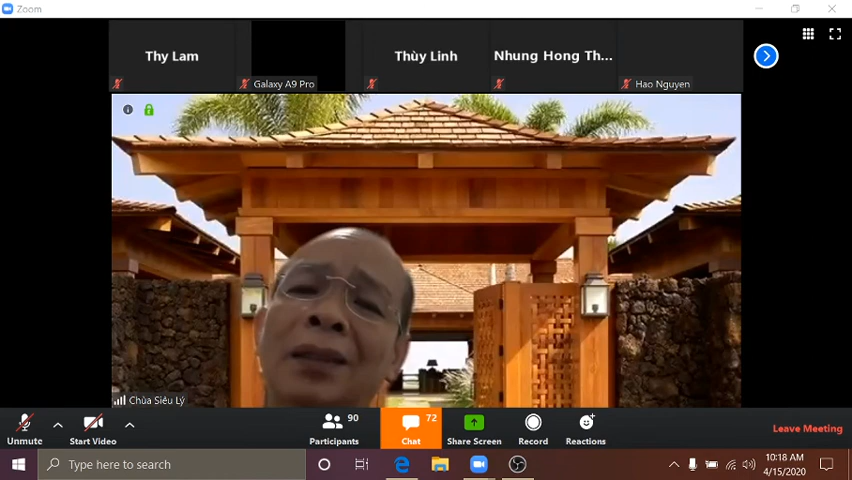 Zoom
Thy Lam
Galaxy A9 Pro
Thùy Linh
Nhung Hong Th...
Hao Nguyen
Chùa Siêu Lý
Unmute
Start Video
90
Participants
72
Chat
Share Screen
Record
Reactions
Leave Meeting
Type here to search
10:18 AM
4/15/2020